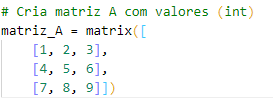 # Cria matriz A com valores (int)
matriz_A = matrix([
    [1, 2, 3],
    [4, 5, 6],
    [7, 8, 9]])